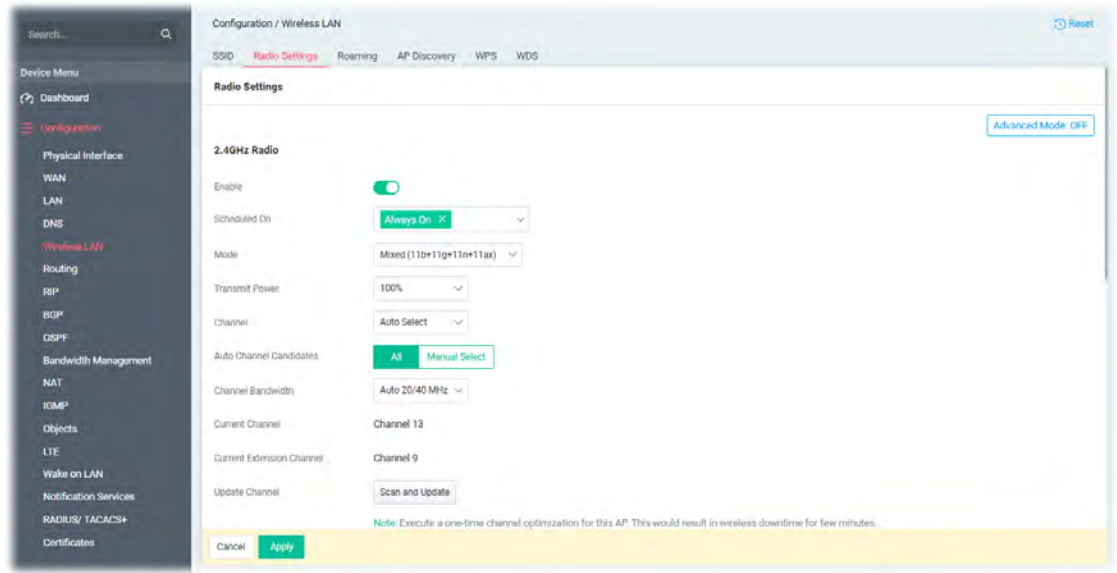 Search...
Device Menu
Dashboard
Configuration
Physical Interface
WAN
LAN
DNS
Wireless LAN
Routing
RIP
BGP
OSPF
Bandwidth Management
NAT
IGMP
Objects
LTE
Wake on LAN
Notification Services
RADIUS/ TACACS+
Certificates
Configuration / Wireless LAN
Reset
SSID Radio Settings Roaming AP Discovery WPS WDS
Radio Settings
Advanced Mode: OFF
2.4GHz Radio
Enable
Scheduled On Always On ×
Mode Mixed (11b+11g+11n+11ax)
Transmit Power 100%
Channel Auto Select
Auto Channel Candidates All Manual Select
Channel Bandwidth Auto 20/40 MHz
Current Channel Channel 13
Current Extension Channel Channel 9
Update Channel Scan and Update
Note: Execute a one-time channel optimization for this AP. This would result in wireless downtime for few minutes.
Cancel Apply